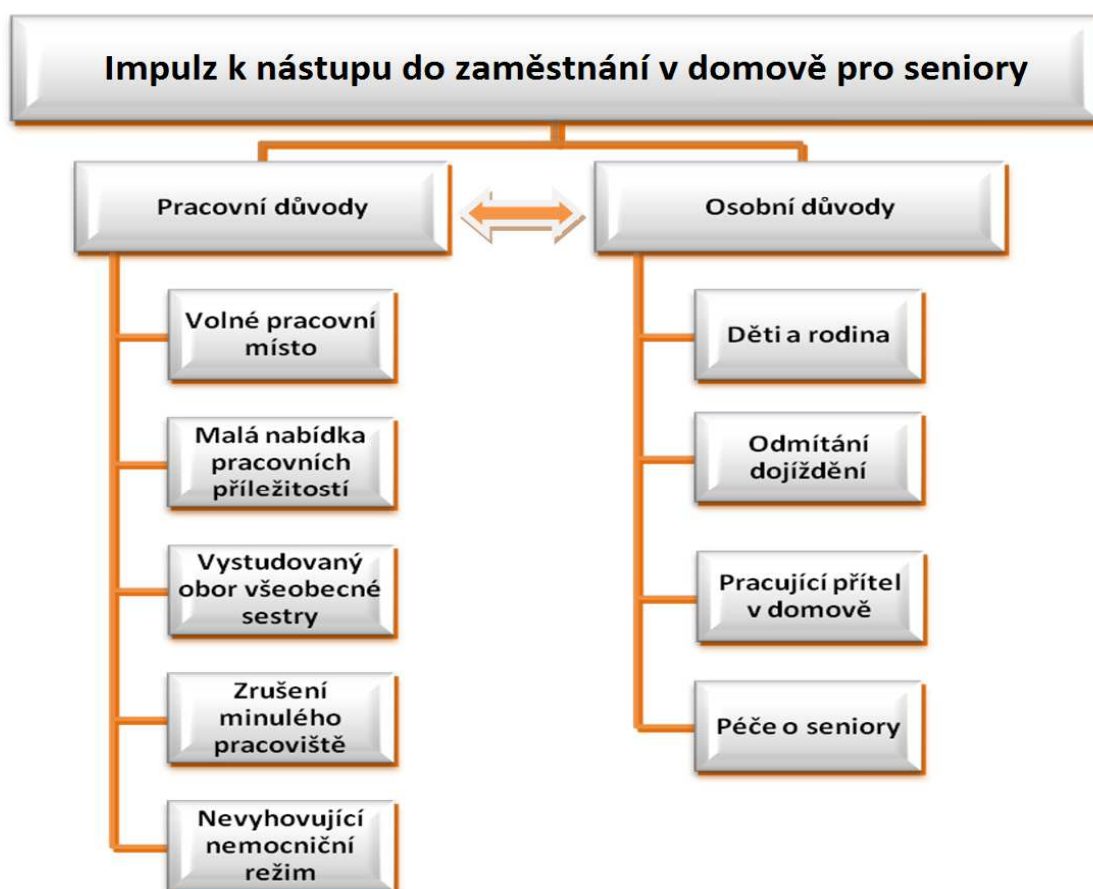 Impulz k nástupu do zaměstnání v domově pro seniory
Pracovní důvody
Osobní důvody
Volné pracovní
místo
Malá nabídka
pracovních
příležitostí
Vystudovaný
obor všeobecné
sestry
Zrušení
minulého
pracoviště
Nevyhovující
nemocniční
režim
Děti a rodina
Odmítání
dojíždění
Pracující přítel
v domově
Péče o seniory